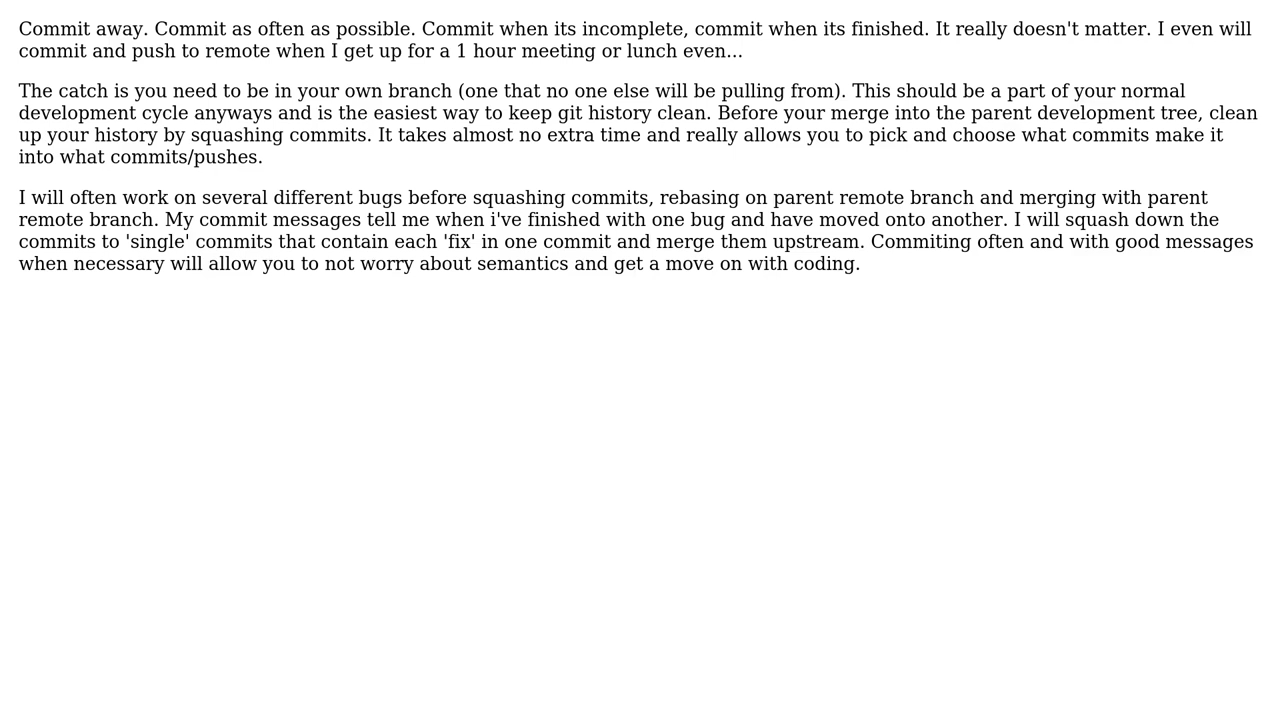 Commit away. Commit as often as possible. Commit when its incomplete, commit when its finished. It really doesn't matter. I even will
commit and push to remote when I get up for a 1 hour meeting or lunch even...
The catch is you need to be in your own branch (one that no one else will be pulling from). This should be a part of your normal
development cycle anyways and is the easiest way to keep git history clean. Before your merge into the parent development tree, clean
up your history by squashing commits. It takes almost no extra time and really allows you to pick and choose what commits make it
into what commits/pushes.
I will often work on several different bugs before squashing commits, rebasing on parent remote branch and merging with parent
remote branch. My commit messages tell me when i've finished with one bug and have moved onto another. I will squash down the
commits to 'single' commits that contain each 'fix' in one commit and merge them upstream. Commiting often and with good messages
when necessary will allow you to not worry about semantics and get a move on with coding.